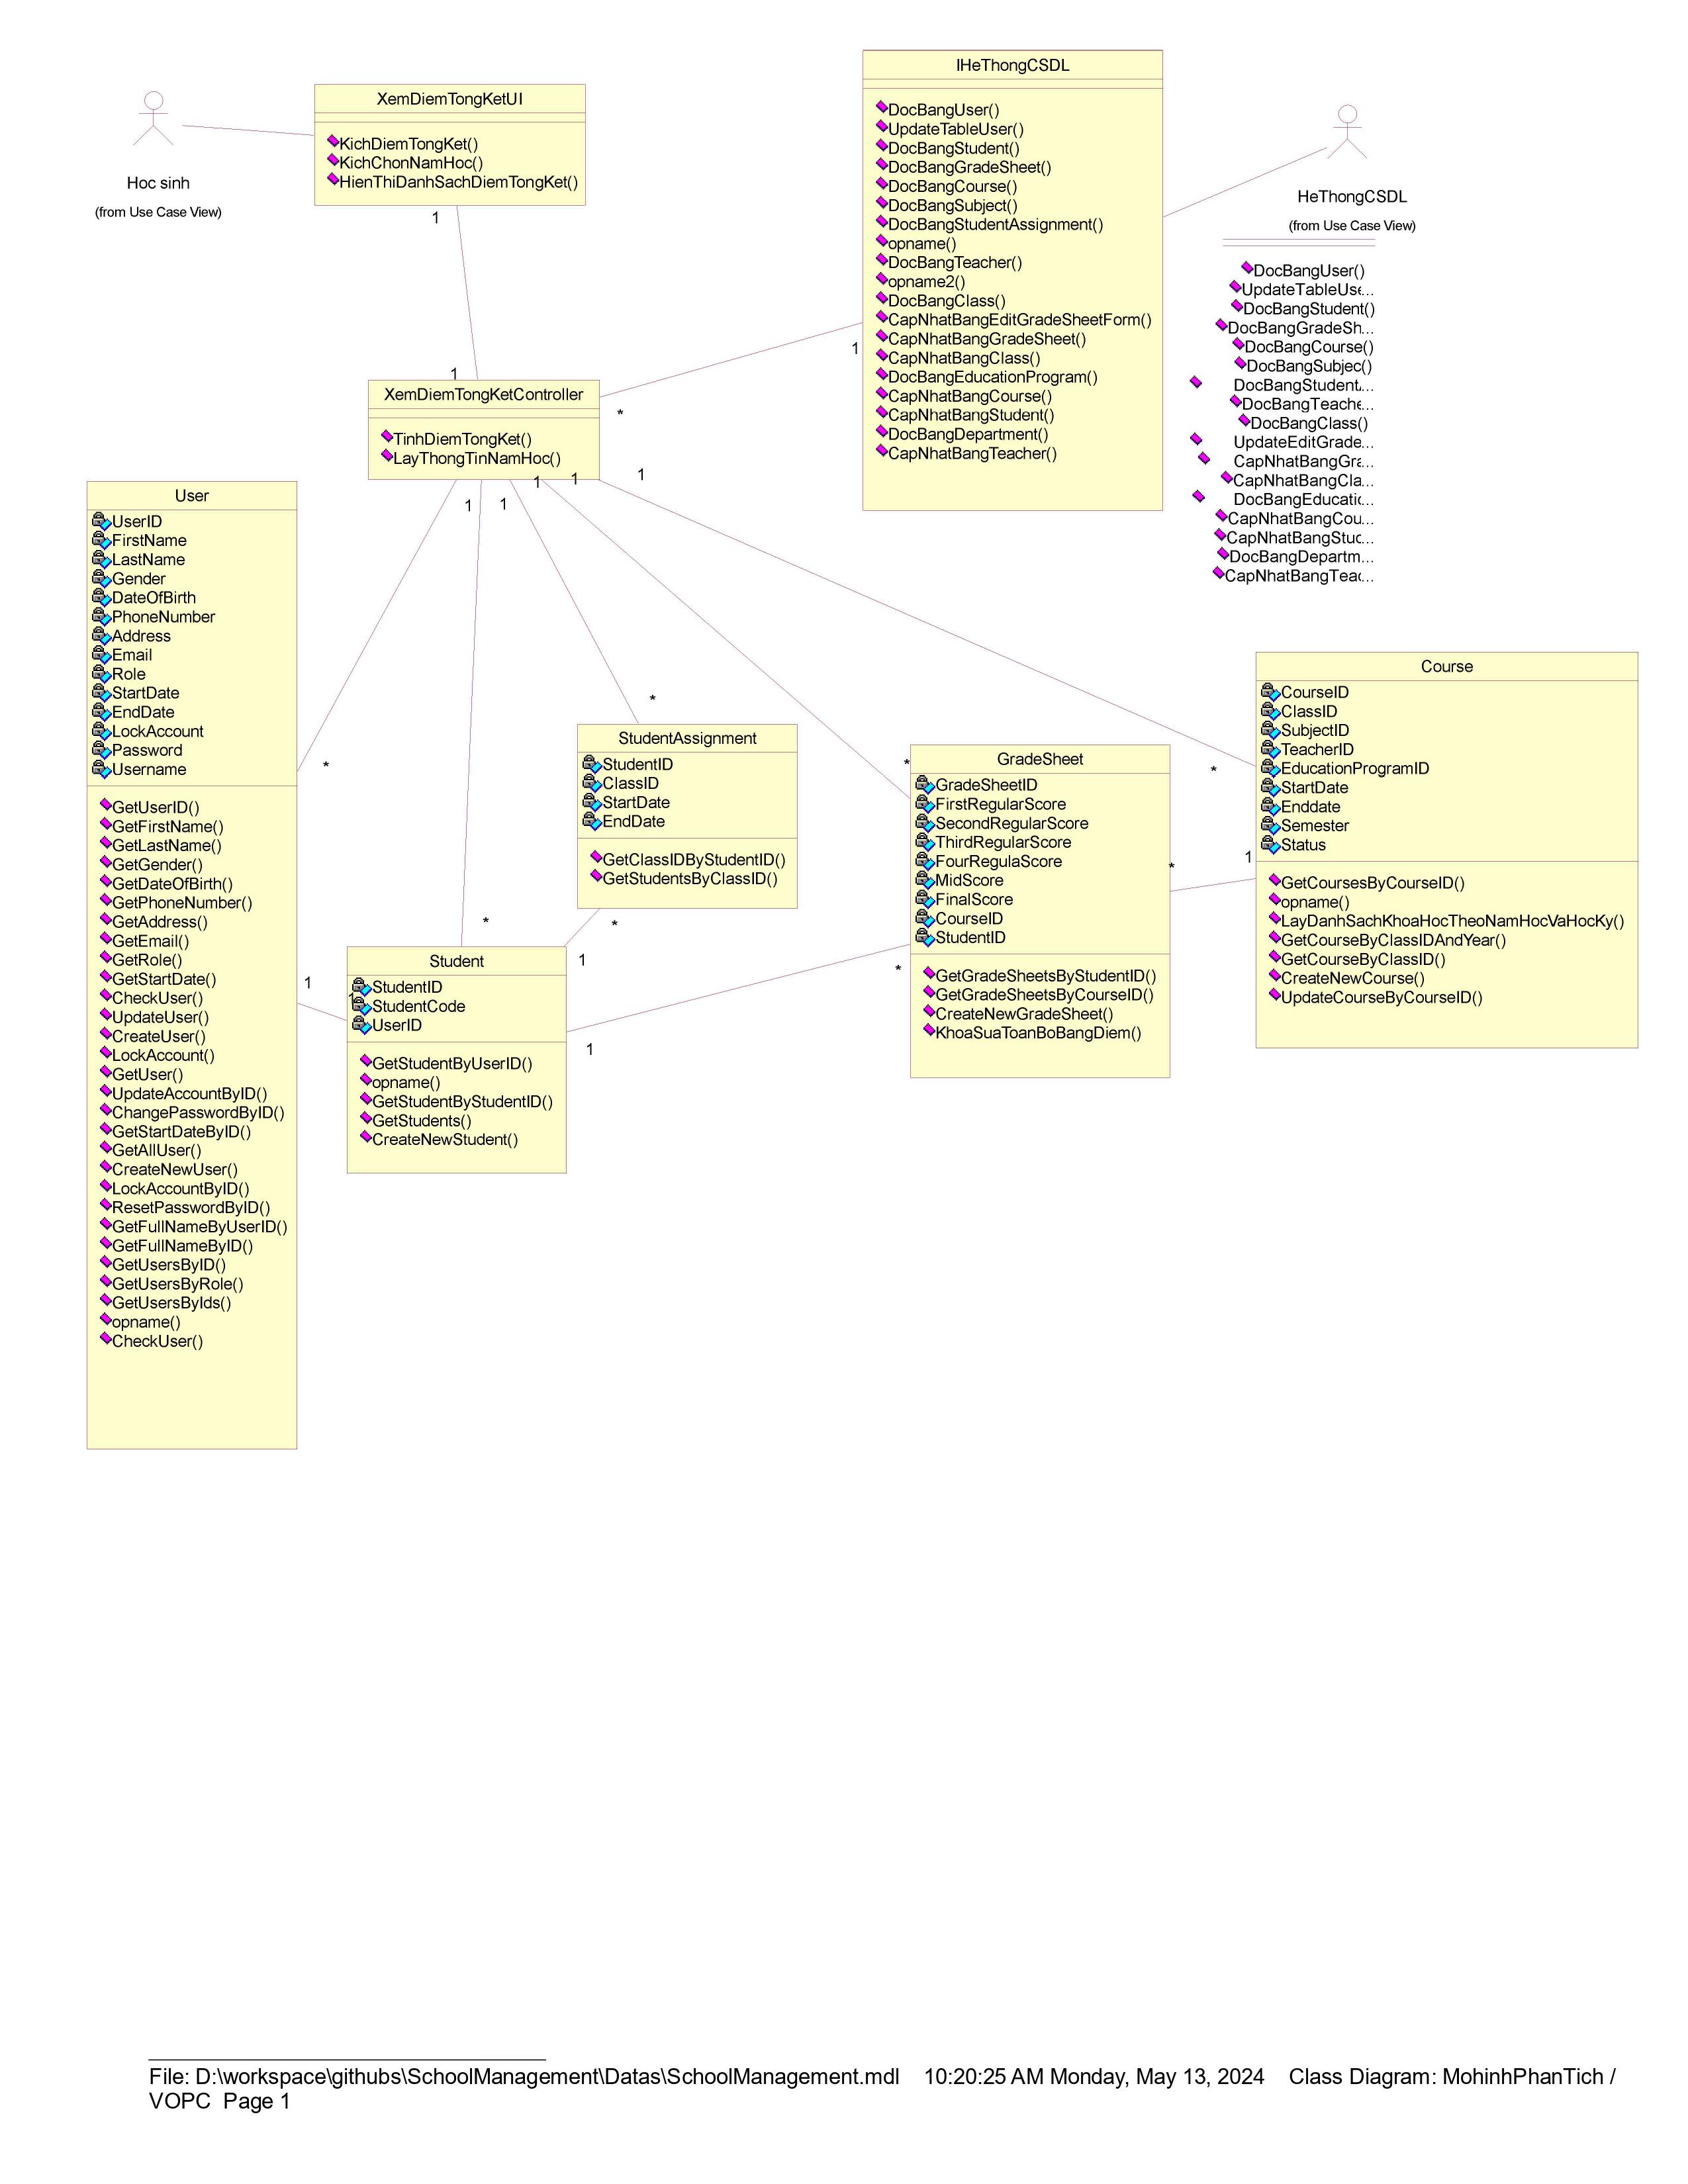 XemDiemTongKetUI
KichDiemTongKet()
KichChonNamHoc()
HienThiDanhSachDiemTongKet()
Hoc sinh
(from Use Case View)
IHeThongCSDL
DocBangUser()
UpdateTableUser()
DocBangStudent()
DocBangGradeSheet()
DocBangCourse()
DocBangSubject()
DocBangStudentAssignment()
opname()
DocBangTeacher()
opname2()
DocBangClass()
CapNhatBangEditGradeSheetForm()
CapNhatBangGradeSheet()
CapNhatBangClass()
DocBangEducationProgram()
CapNhatBangCourse()
CapNhatBangStudent()
DocBangDepartment()
CapNhatBangTeacher()
HeThongCSDL
(from Use Case View)
DocBangUser()
UpdateTableUse...
DocBangStudent()
DocBangGradeSh...
DocBangCourse()
DocBangSubjec()
DocBangStudent...
DocBangTeache...
DocBangClass()
UpdateEditGrade...
CapNhatBangGra...
CapNhatBangCla...
DocBangEducatic...
CapNhatBangCou...
CapNhatBangStuc...
DocBangDepartm...
CapNhatBangTeac...
1
1
1
*
XemDiemTongKetController
TinhDiemTongKet()
LayThongTinNamHoc()
1
1
1
1
1
User
UserID
FirstName
LastName
Gender
DateOfBirth
PhoneNumber
Address
Email
Role
StartDate
EndDate
LockAccount
Password
Username
GetUserID()
GetFirstName()
GetLastName()
GetGender()
GetDateOfBirth()
GetPhoneNumber()
GetAddress()
GetEmail()
GetRole()
GetStartDate()
CheckUser()
UpdateUser()
CreateUser()
LockAccount()
GetUser()
UpdateAccountByID()
ChangePasswordByID()
GetStartDateByID()
GetAllUser()
CreateNewUser()
LockAccountByID()
ResetPasswordByID()
GetFullNameByUserID()
GetFullNameByID()
GetUsersByID()
GetUsersByRole()
GetUsersByIds()
opname()
CheckUser()
*
*
*
*
*
StudentAssignment
StudentID
ClassID
StartDate
EndDate
GetClassIDByStudentID()
GetStudentsByClassID()
*
1
GradeSheet
GradeSheetID
FirstRegularScore
SecondRegularScore
ThirdRegularScore
FourRegulaScore
MidScore
FinalScore
CourseID
StudentID
GetGradeSheetsByStudentID()
GetGradeSheetsByCourseID()
CreateNewGradeSheet()
KhoaSuaToanBoBangDiem()
*
1
*
1
Course
CourseID
ClassID
SubjectID
TeacherID
EducationProgramID
StartDate
Enddate
Semester
Status
GetCoursesByCourseID()
opname()
LayDanhSachKhoaHocTheoNamHocVaHocKy()
GetCourseByClassIDAndYear()
GetCourseByClassID()
CreateNewCourse()
UpdateCourseByCourseID()
1
1
Student
StudentID
StudentCode
UserID
GetStudentByUserID()
opname()
GetStudentByStudentID()
GetStudents()
CreateNewStudent()
File: D:\workspace\githubs\SchoolManagement\Datas\SchoolManagement.mdl 10:20:25 AM Monday, May 13, 2024 Class Diagram: MohinhPhanTich /
VOPC Page 1